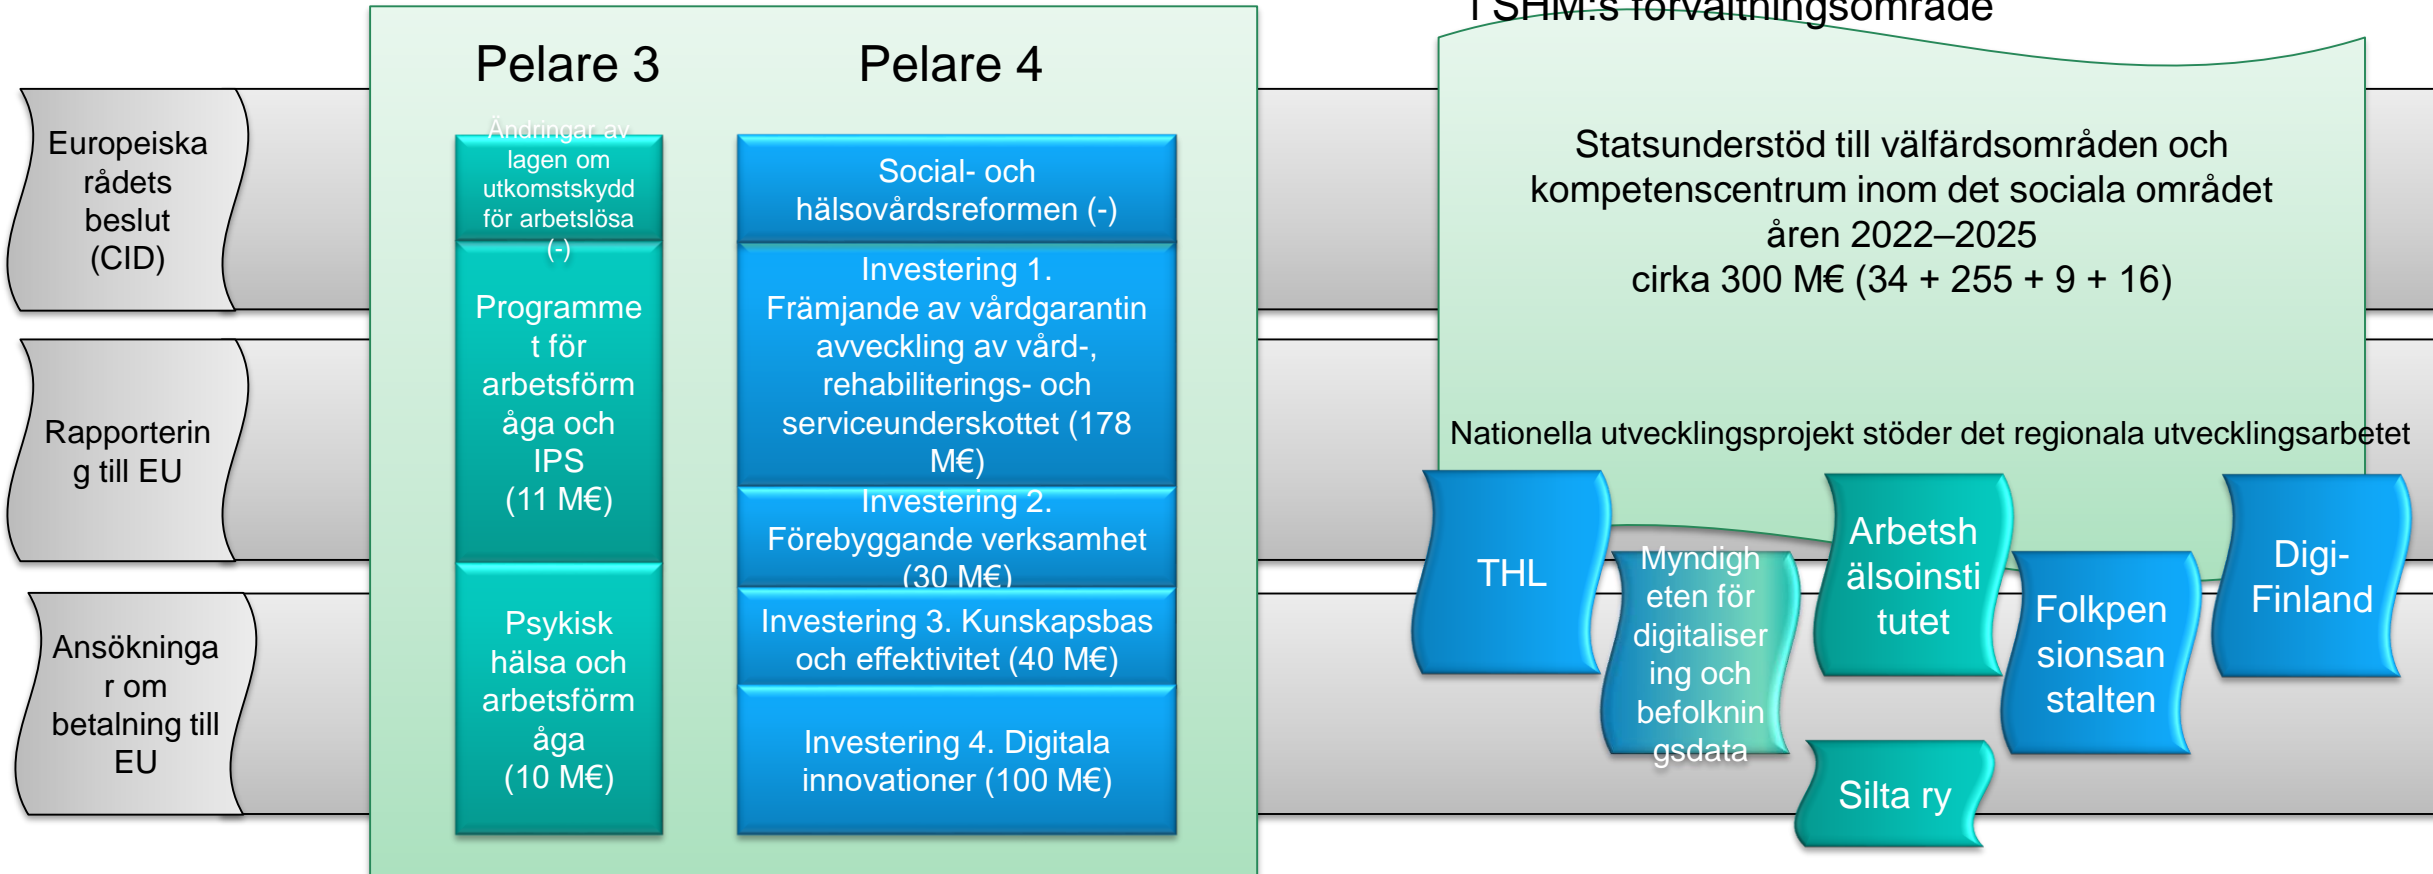 I SHM:s förvaltningsområde
Pelare 3
Pelare 4
Europeiska
rådets
beslut
(CID)
Rapporterin
g till EU
Ansökninga
r om
betalning till
EU
Ändringar av
lagen om
utkomstskydd
för arbetslösa
(-)
Programme
t för
arbetsförm
åga och
IPS
(11 M€)
Psykisk
hälsa och
arbetsförm
åga
(10 M€)
Social- och
hälsovårdsreformen (-)
Investering 1.
Främjande av vårdgarantin
avveckling av vård-,
rehabiliterings- och
serviceunderskottet (178
M€)
Investering 2.
Förebyggande verksamhet
(30 M€)
Investering 3. Kunskapsbas
och effektivitet (40 M€)
Investering 4. Digitala
innovationer (100 M€)
Statsunderstöd till välfärdsområden och
kompetenscentrum inom det sociala området
åren 2022–2025
cirka 300 M€ (34 + 255 + 9 + 16)
Nationella utvecklingsprojekt stöder det regionala utvecklingsarbetet
THL
Myndigh
eten för
digitaliser
ing och
befolknin
gsdata
Arbetsh
älsoinsti
tutet
Folkpen
sionsan
stalten
Digi-
Finland
Silta ry